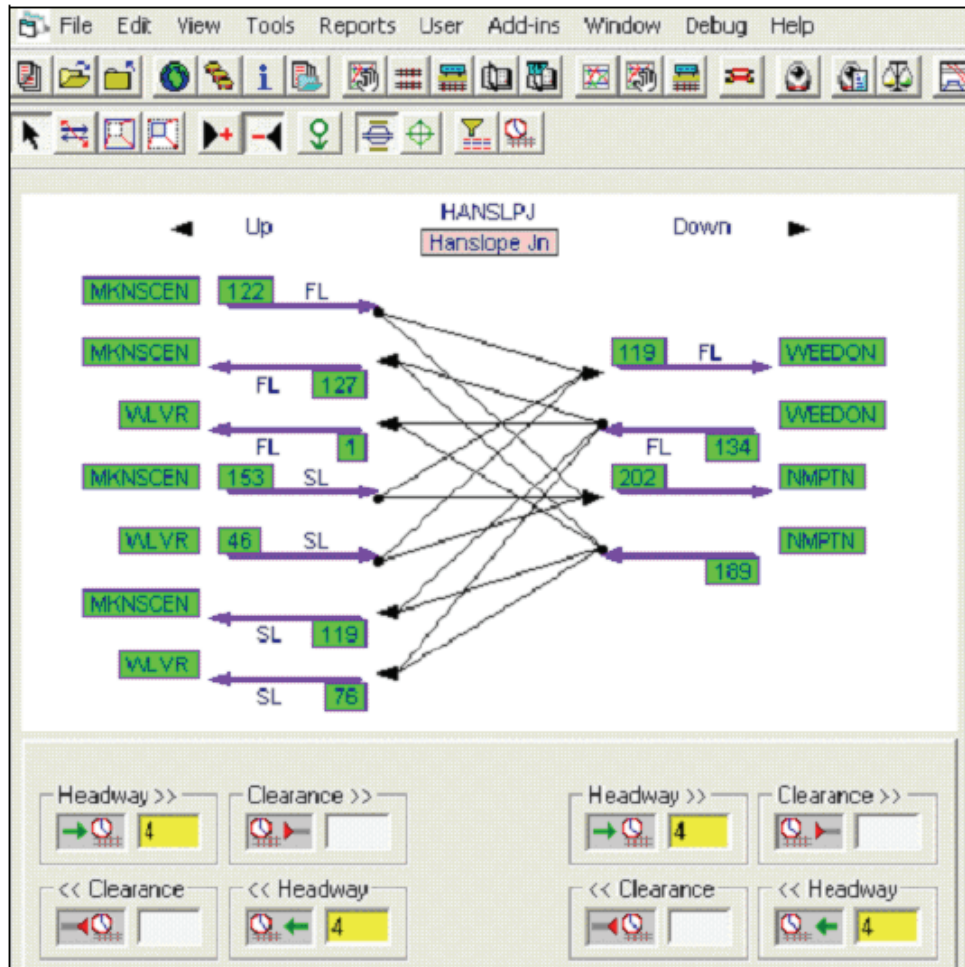 File Edit View Tools Reports User Add-ins Window Debug Help
HANSLPJ
Up Hanslope Jn Down
MKNSCEN 122 FL
MKNSCEN FL 127
119 FL WEEDON
WLVR FL 1
WEEDON FL 134
MKNSCEN 153 SL
202 NMPTN
WLVR 46 SL
NMPTN 189
MKNSCEN SL 119
WLVR SL 76
Headway >> Clearance >> Headway >> Clearance >>
4 4
<< Clearance << Headway << Clearance << Headway
4 4